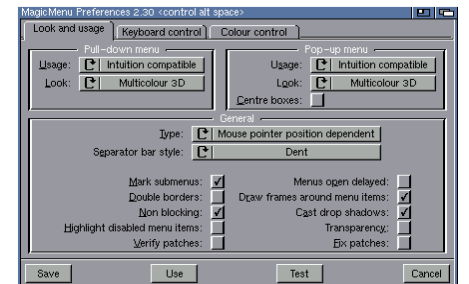 MagicMenu Preferences 2.30 <control alt space>
Look and usage Keyboard control Colour control
Pull-down menu Pop-up menu
Usage: Intuition compatible Usage: Intuition compatible
Look: Multicolour 3D Look: Multicolour 3D
Centre boxes:
General
Type: Mouse pointer position dependent
Separator bar style: Dent
Mark submenus: Menus open delayed:
Double borders: Draw frames around menu items:
Non blocking: Cast drop shadows:
Highlight disabled menu items: Transparency:
Verify patches: Fix patches:
Save Use Test Cancel